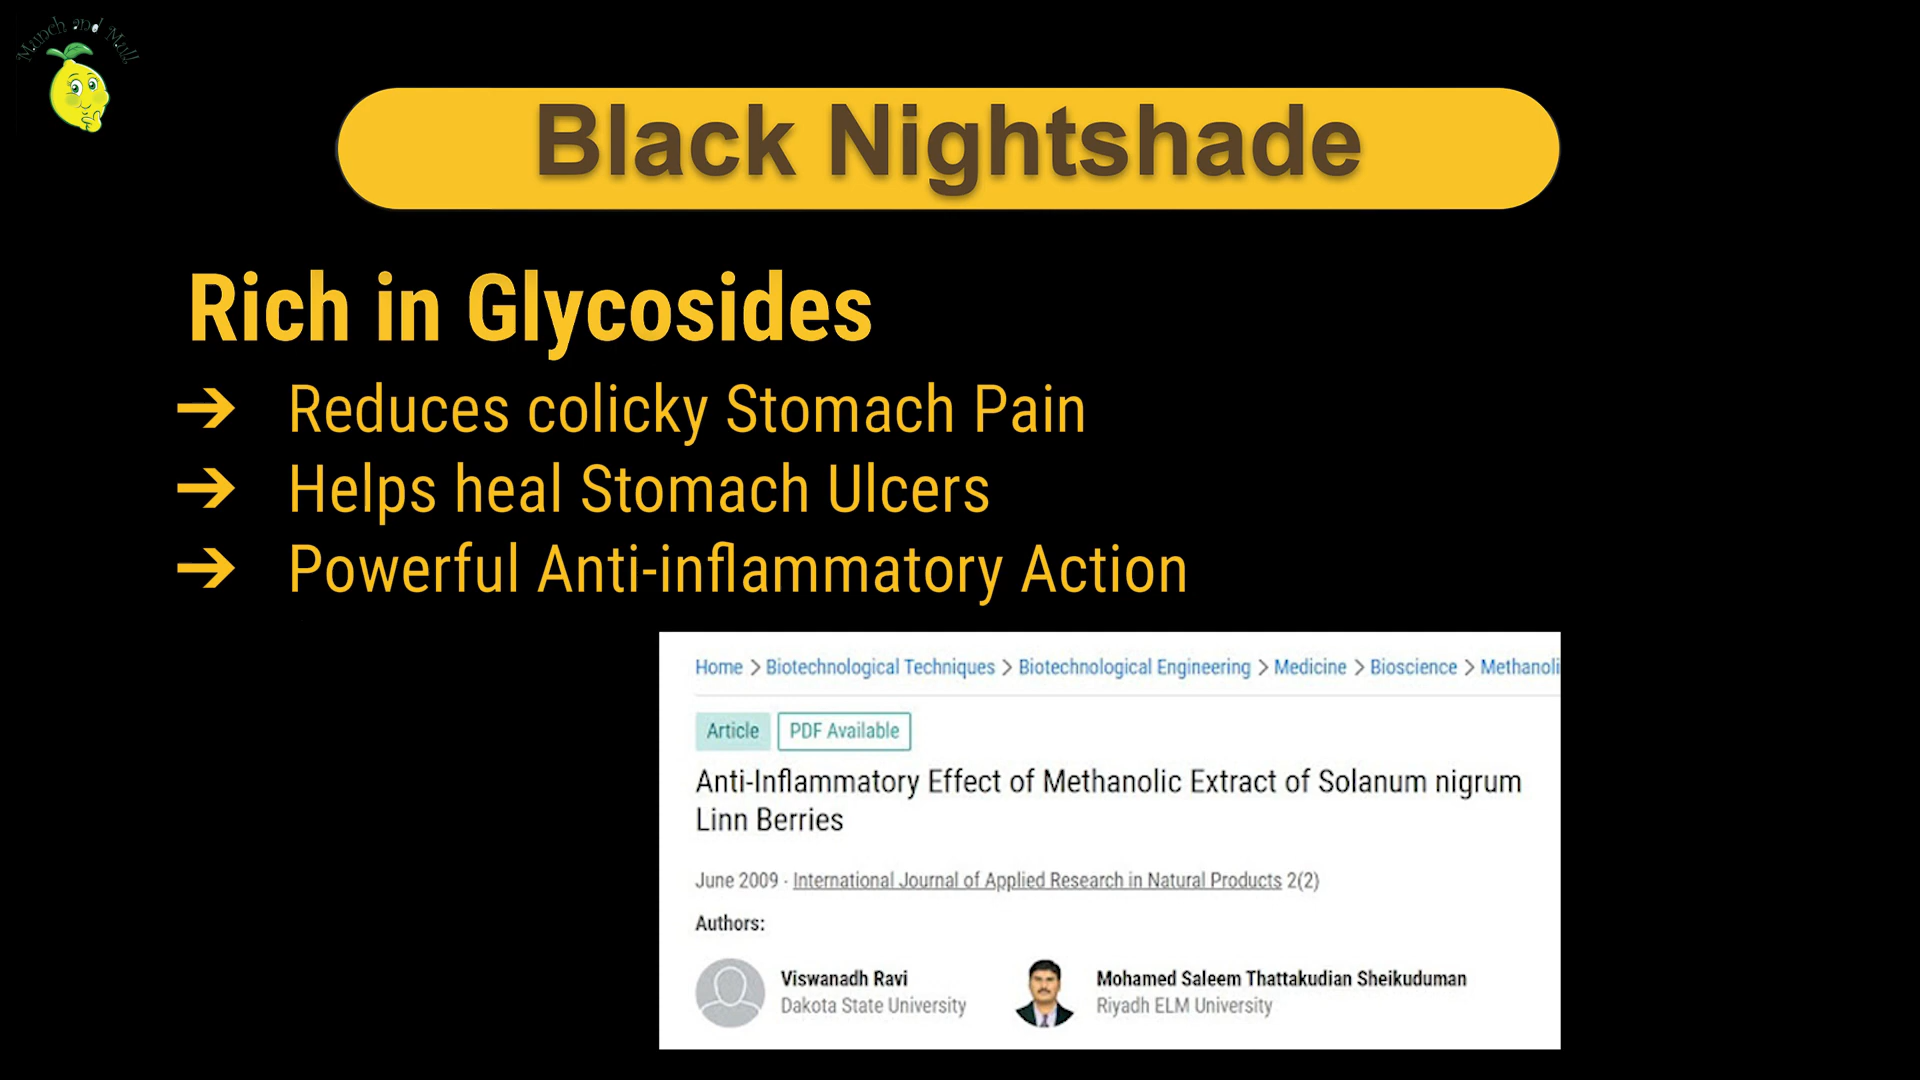 Munch and Mull
Black Nightshade
Rich in Glycosides
➔ Reduces colicky Stomach Pain
➔ Helps heal Stomach Ulcers
➔ Powerful Anti-inflammatory Action
Home > Biotechnological Techniques > Biotechnological Engineering > Medicine > Bioscience > Methanoli
Article PDF Available
Anti-Inflammatory Effect of Methanolic Extract of Solanum nigrum
Linn Berries
June 2009 · International Journal of Applied Research in Natural Products 2(2)
Authors:
Viswanadh Ravi
Dakota State University
Mohamed Saleem Thattakudian Sheikuduman
Riyadh ELM University